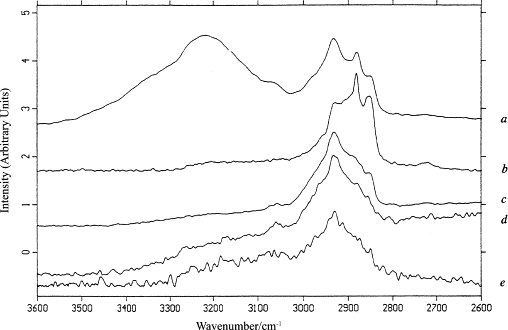 5
4
3
2
1
0
Intensity (Arbitrary Units)
a
b
c
d
e
3600 3500 3400 3300 3200 3100 3000 2900 2800 2700 2600
Wavenumber/cm⁻¹